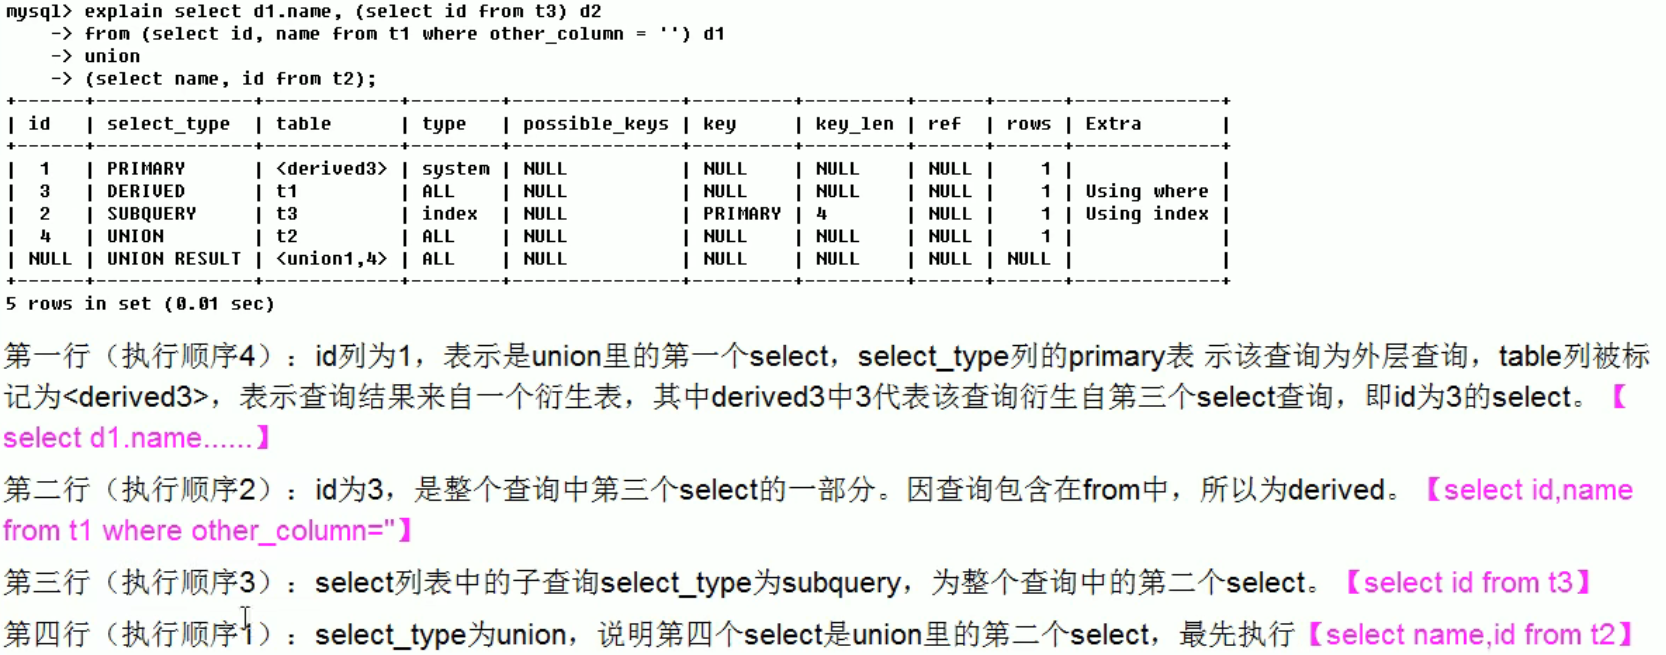 mysql> explain select d1.name, (select id from t3) d2
    -> from (select id, name from t1 where other_column = '') d1
    -> union
    -> (select name, id from t2);
+------+--------------+------------+--------+---------------+---------+---------+------+------+-------------+
| id   | select_type  | table      | type   | possible_keys | key     | key_len | ref  | rows | Extra       |
+------+--------------+------------+--------+---------------+---------+---------+------+------+-------------+
|  1   | PRIMARY      | <derived3> | system | NULL          | NULL    | NULL    | NULL |    1 |             |
|  3   | DERIVED      | t1         | ALL    | NULL          | NULL    | NULL    | NULL |    1 | Using where |
|  2   | SUBQUERY     | t3         | index  | NULL          | PRIMARY | 4       | NULL |    1 | Using index |
|  4   | UNION        | t2         | ALL    | NULL          | NULL    | NULL    | NULL |    1 |             |
| NULL | UNION RESULT | <union1,4> | ALL    | NULL          | NULL    | NULL    | NULL | NULL |             |
+------+--------------+------------+--------+---------------+---------+---------+------+------+-------------+
5 rows in set (0.01 sec)
第一行（执行顺序4）：id列为1，表示是union里的第一个select，select_type列的primary表 示该查询为外层查询，table列被标
记为<derived3>，表示查询结果来自一个衍生表，其中derived3中3代表该查询衍生自第三个select查询，即id为3的select。【
select d1.name......】
第二行（执行顺序2）：id为3，是整个查询中第三个select的一部分。因查询包含在from中，所以为derived。【select id,name
from t1 where other_column=''】
第三行（执行顺序3）：select列表中的子查询select_type为subquery，为整个查询中的第二个select。【select id from t3】
第四行（执行顺序1）：select_type为union，说明第四个select是union里的第二个select，最先执行【select name,id from t2】